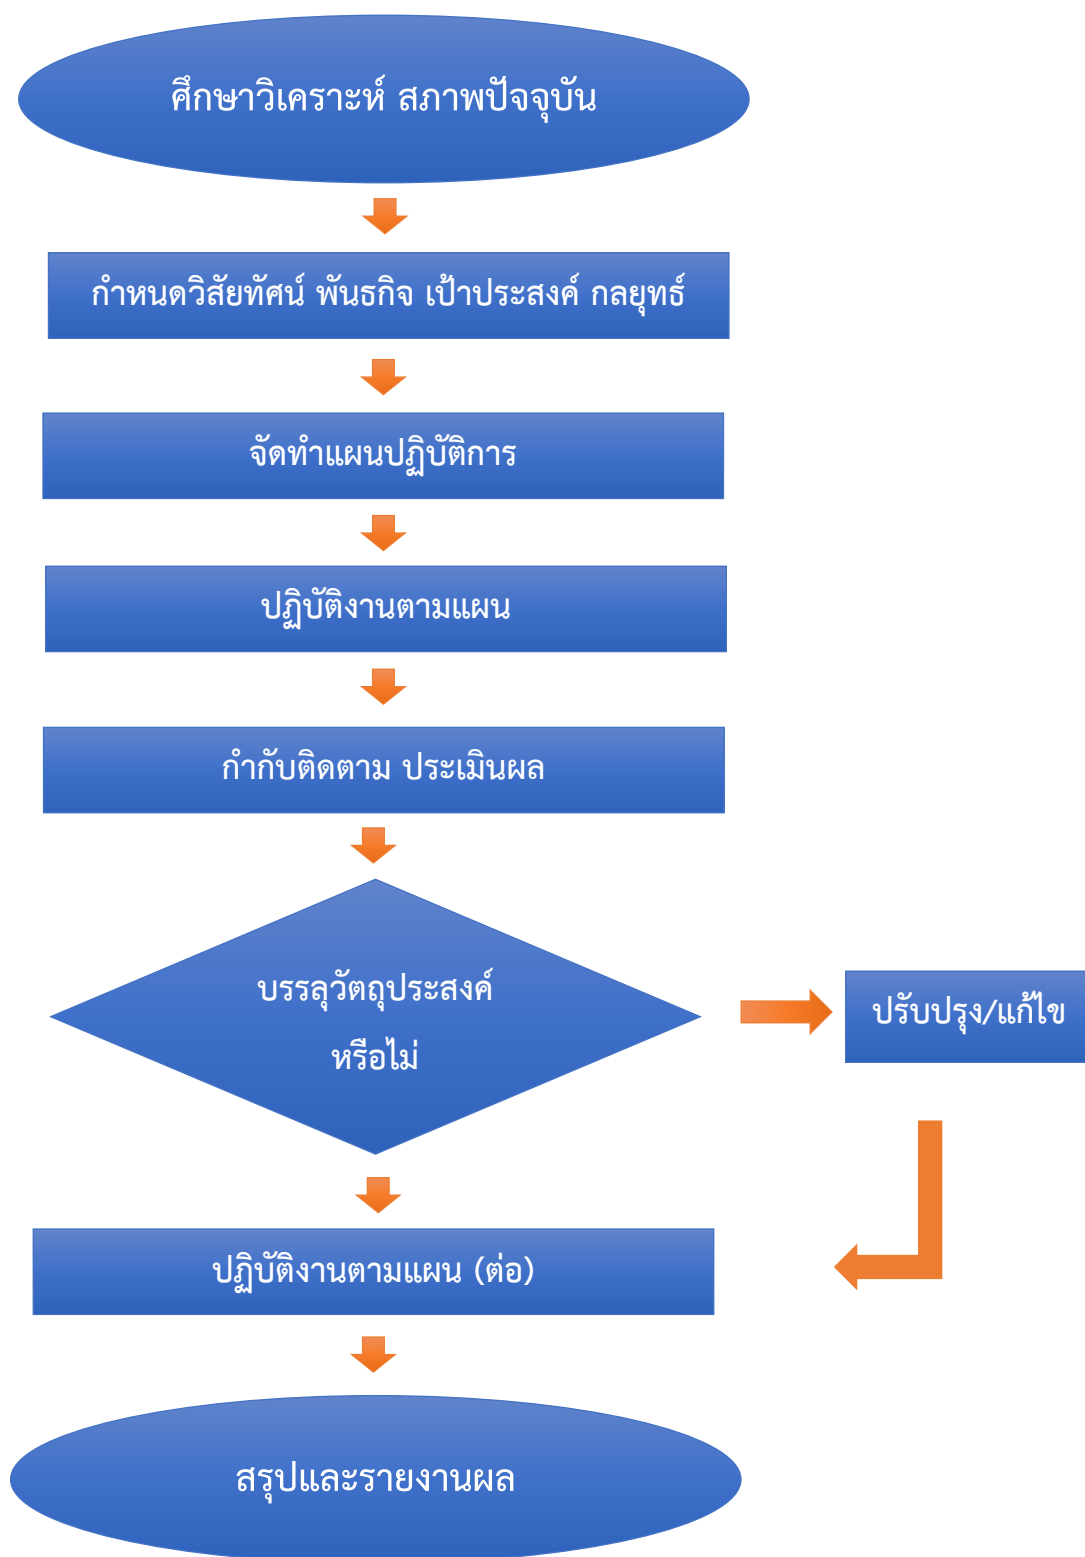 ศึกษาวิเคราะห์ สภาพปัจจุบัน
กำหนดวิสัยทัศน์ พันธกิจ เป้าประสงค์ กลยุทธ์
จัดทำแผนปฏิบัติการ
ปฏิบัติงานตามแผน
กำกับติดตาม ประเมินผล
บรรลุวัตถุประสงค์
หรือไม่
ปรับปรุง/แก้ไข
ปฏิบัติงานตามแผน (ต่อ)
สรุปและรายงานผล